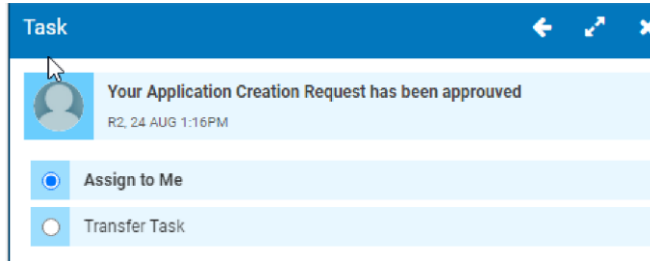 Task
Your Application Creation Request has been approuved
R2, 24 AUG 1:16PM
Assign to Me
Transfer Task